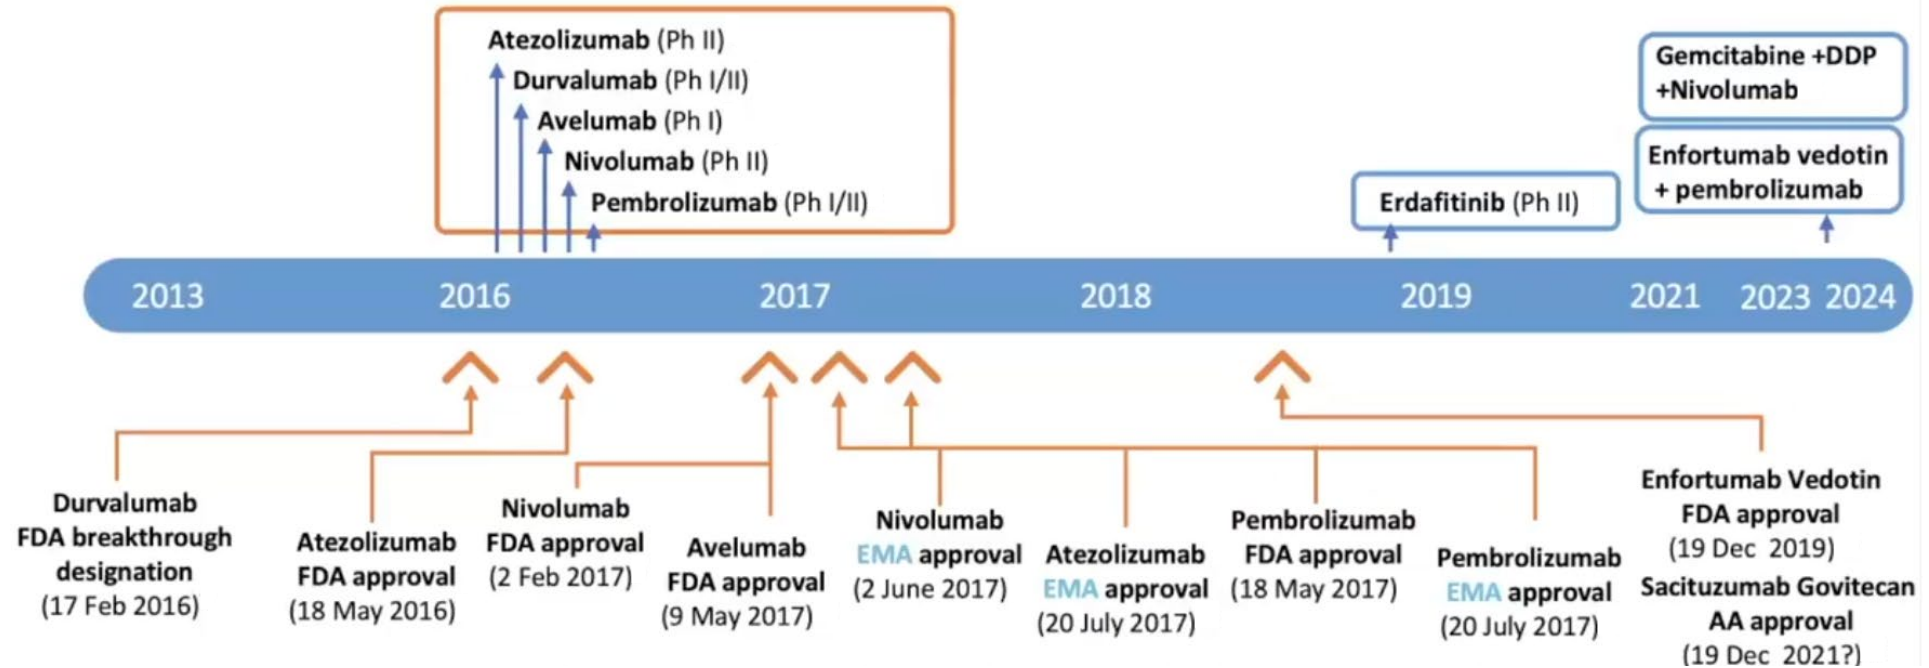 Atezolizumab (Ph II)
Durvalumab (Ph I/II)
Avelumab (Ph I)
Nivolumab (Ph II)
Pembrolizumab (Ph I/II)
Erdafitinib (Ph II)
Gemcitabine +DDP
+Nivolumab
Enfortumab vedotin
+ pembrolizumab
2013 2016 2017 2018 2019 2021 2023 2024
Durvalumab
FDA breakthrough
designation
(17 Feb 2016)
Atezolizumab
FDA approval
(18 May 2016)
Nivolumab
FDA approval
(2 Feb 2017)
Avelumab
FDA approval
(9 May 2017)
Nivolumab
EMA approval
(2 June 2017)
Atezolizumab
EMA approval
(20 July 2017)
Pembrolizumab
FDA approval
(18 May 2017)
Pembrolizumab
EMA approval
(20 July 2017)
Enfortumab Vedotin
FDA approval
(19 Dec 2019)
Sacituzumab Govitecan
AA approval
(19 Dec 2021?)